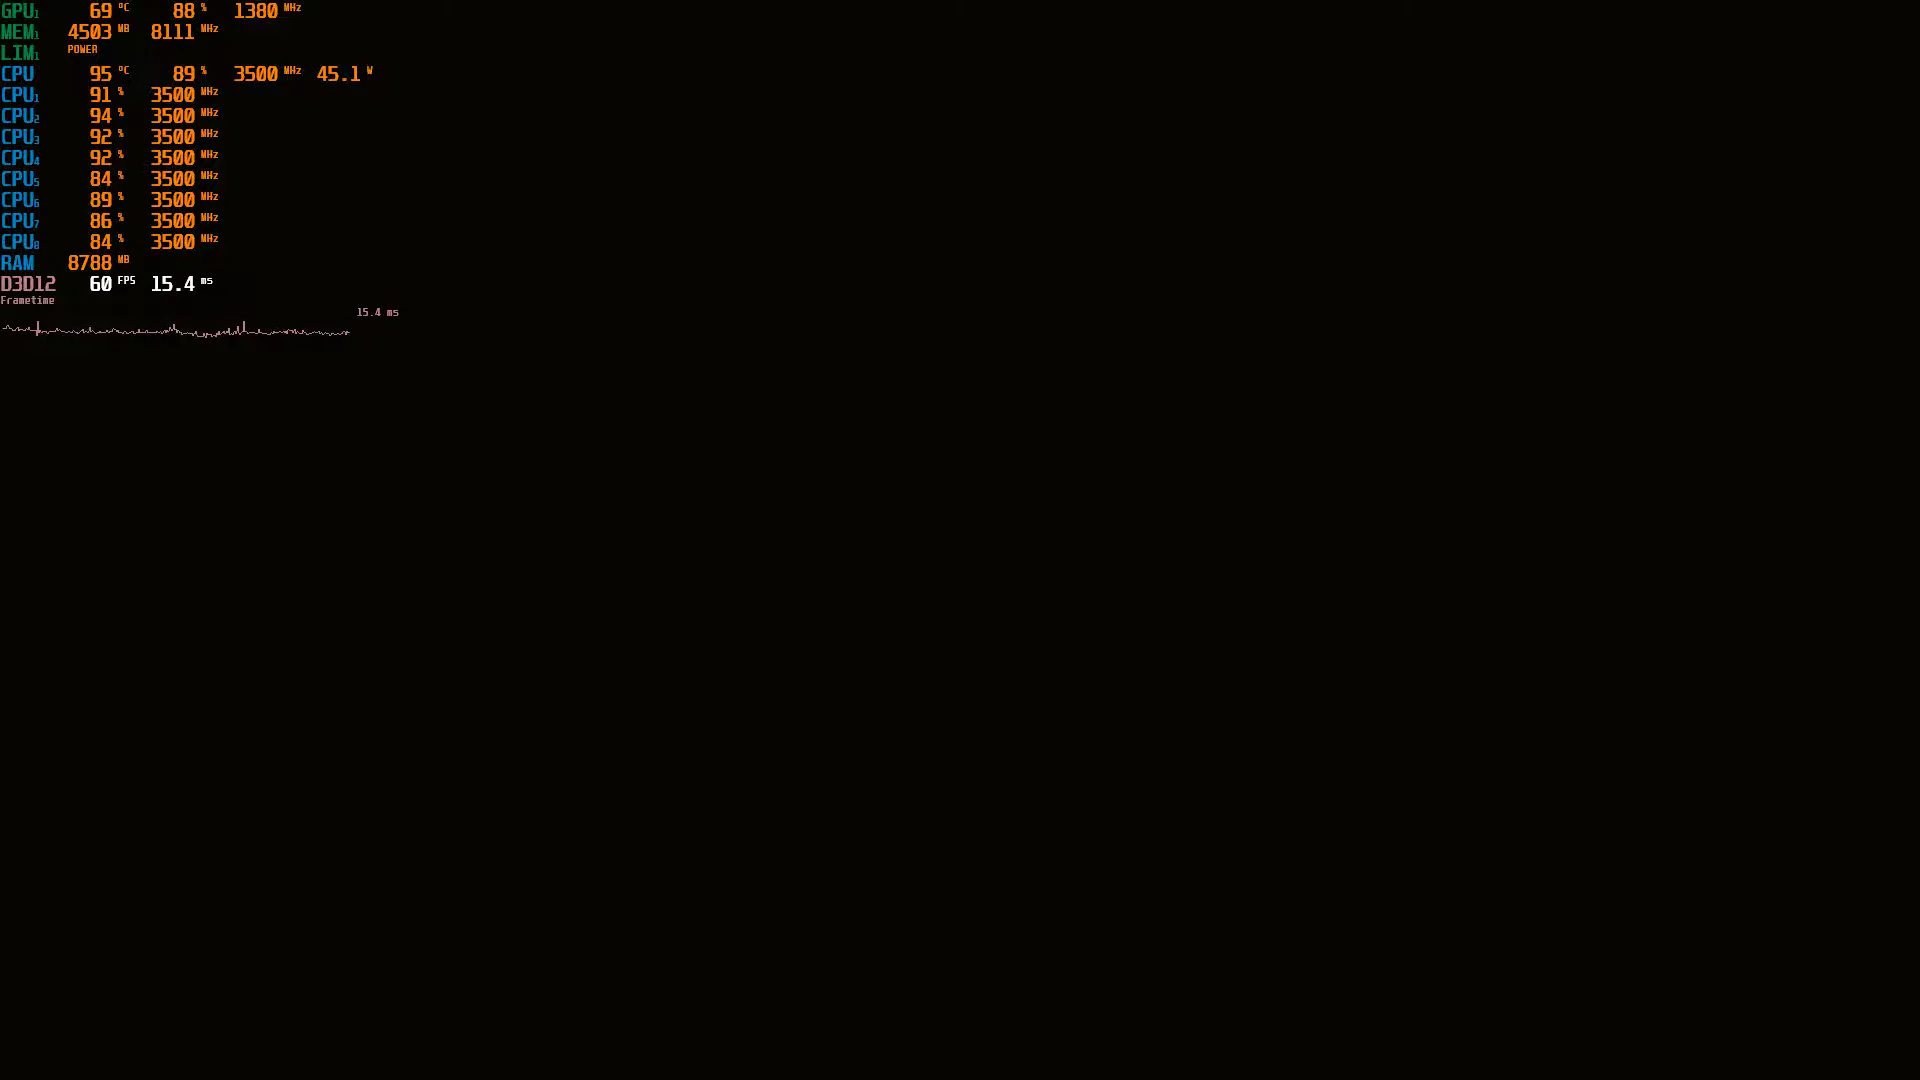 GPU1 69 °C 88 % 1380 MHz
MEM1 4503 MB 8111 MHz
LIM1 POWER
CPU 95 °C 89 % 3500 MHz 45.1 W
CPU1 91 % 3500 MHz
CPU2 94 % 3500 MHz
CPU3 92 % 3500 MHz
CPU4 92 % 3500 MHz
CPU5 84 % 3500 MHz
CPU6 89 % 3500 MHz
CPU7 86 % 3500 MHz
CPU8 84 % 3500 MHz
RAM 8788 MB
D3D12 60 FPS 15.4 ms
Frametime
15.4 ms